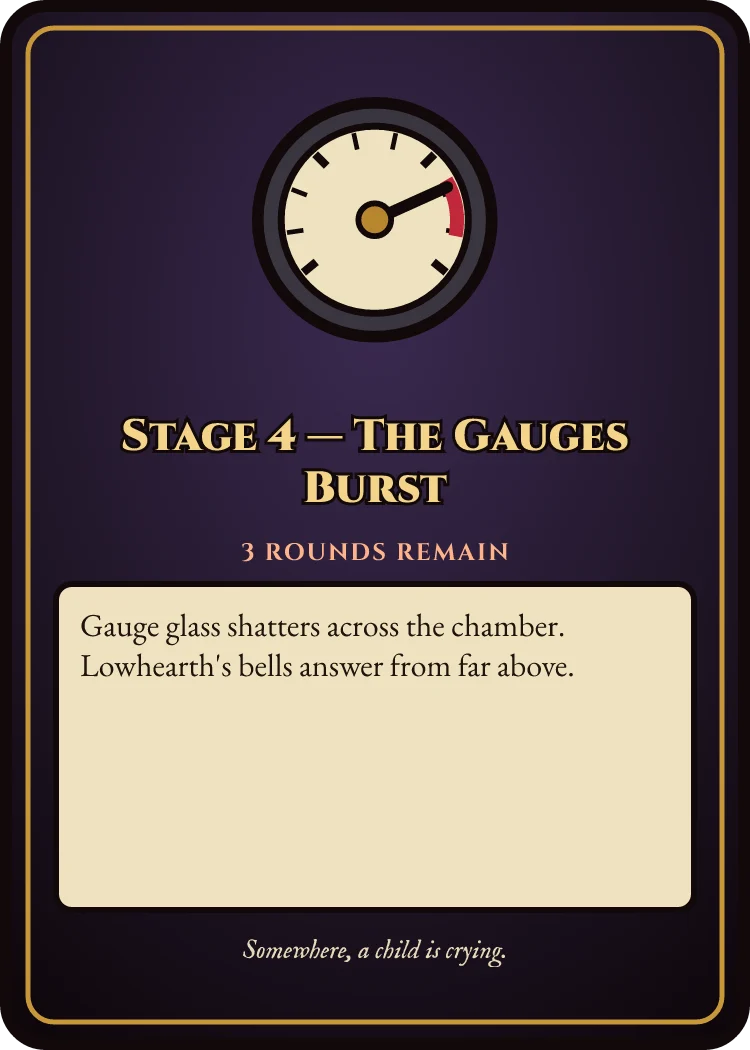 Stage 4 — The Gauges
Burst
3 ROUNDS REMAIN
Gauge glass shatters across the chamber.
Lowhearth's bells answer from far above.
Somewhere, a child is crying.